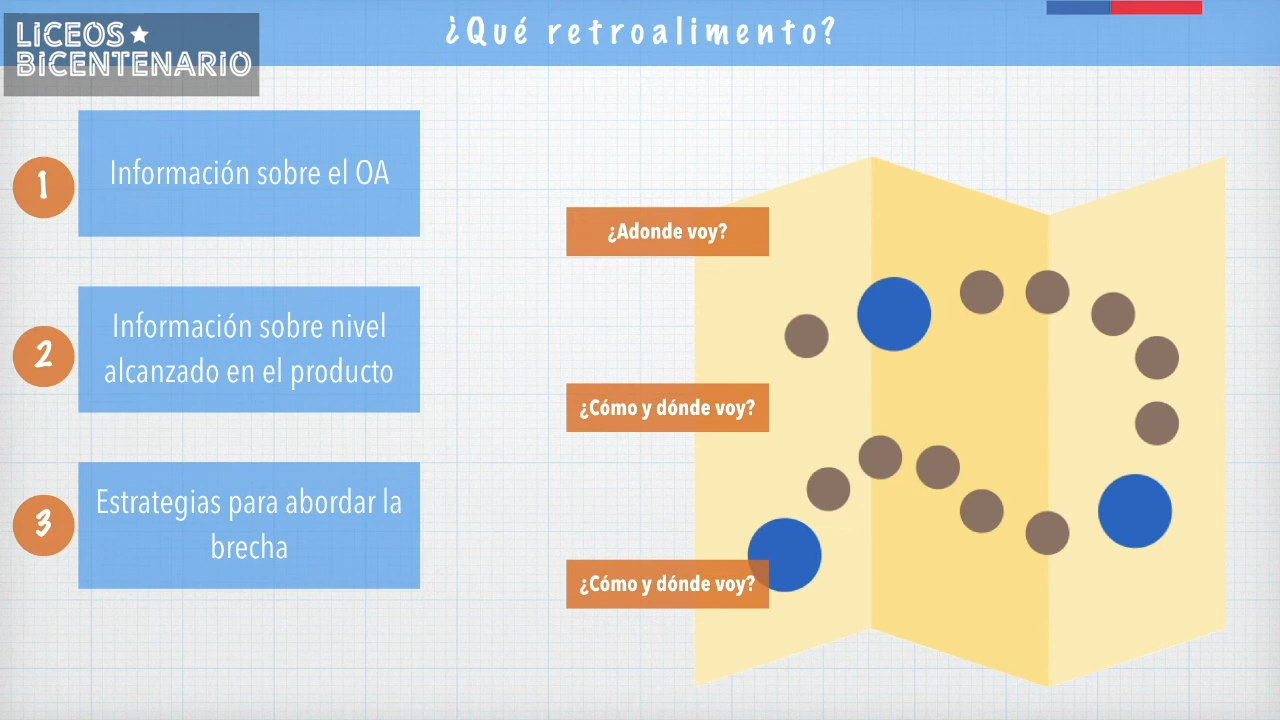 ¿Qué retroalimento?
LICEOS
BICENTENARIO
1
Información sobre el OA
¿Adonde voy?
2
Información sobre nivel
alcanzado en el producto
¿Cómo y dónde voy?
3
Estrategias para abordar la
brecha
¿Cómo y dónde voy?